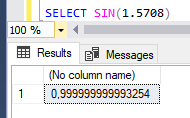 SELECT SIN(1.5708)
100 %
Results Messages
(No column name)
1 0,999999999993254